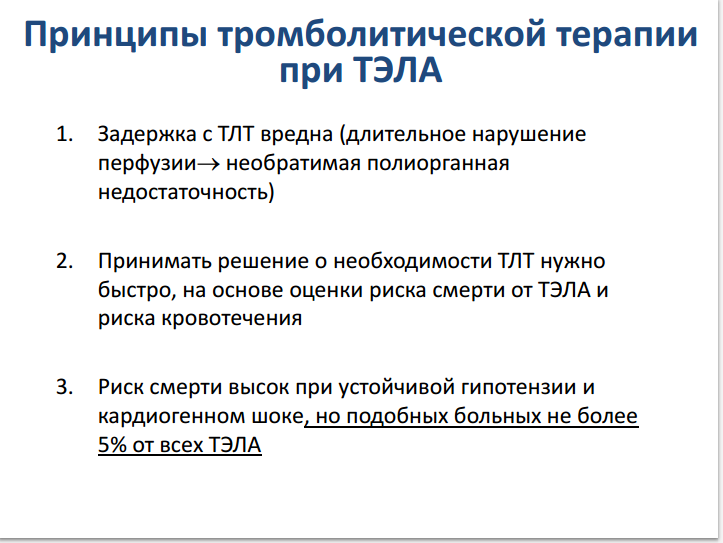 Принципы тромболитической терапии
при ТЭЛА
1. Задержка с ТЛТ вредна (длительное нарушение
перфузии→ необратимая полиорганная
недостаточность)
2. Принимать решение о необходимости ТЛТ нужно
быстро, на основе оценки риска смерти от ТЭЛА и
риска кровотечения
3. Риск смерти высок при устойчивой гипотензии и
кардиогенном шоке, но подобных больных не более
5% от всех ТЭЛА